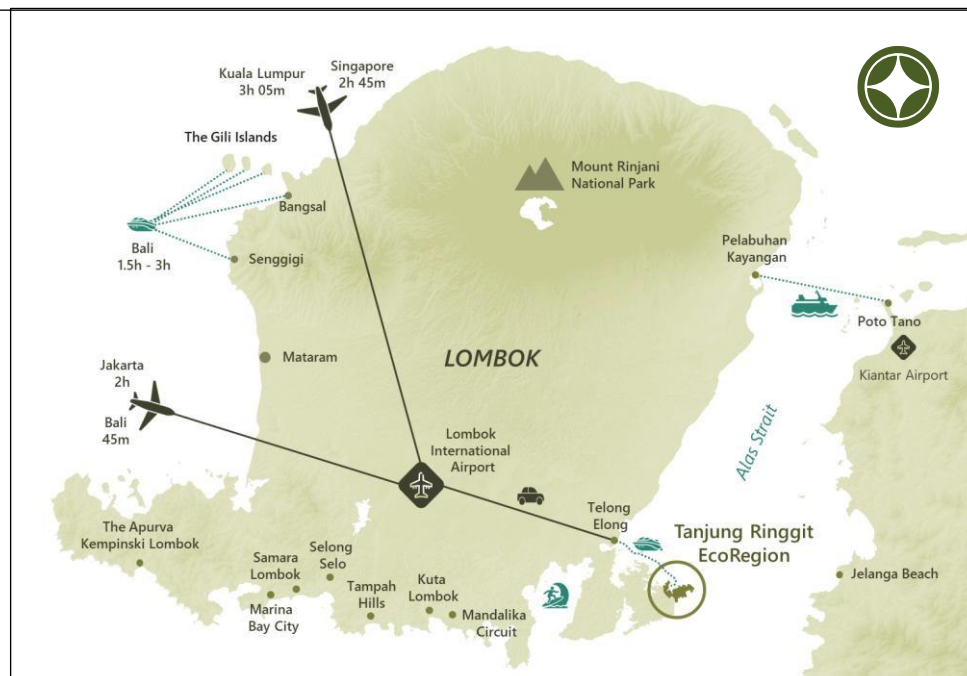 Kuala Lumpur
3h 05m
Singapore
2h 45m
The Gili Islands
Mount Rinjani
National Park
Bangsal
Bali
1.5h - 3h
Senggigi
Pelabuhan
Kayangan
Poto Tano
Kiantar Airport
Mataram
LOMBOK
Jakarta
2h
Bali
45m
Alas Strait
Lombok
International
Airport
Telong
Elong
Tanjung Ringgit
EcoRegion
The Apurva
Kempinski Lombok
Samara
Lombok
Selong
Selo
Marina
Bay City
Tampah
Hills
Kuta
Lombok
Mandalika
Circuit
Jelanga Beach